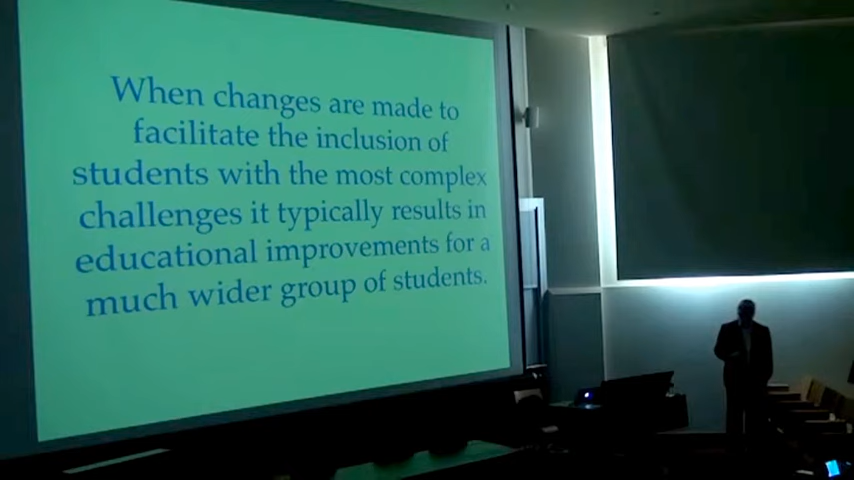 When changes are made to
facilitate the inclusion of
students with the most complex
challenges it typically results in
educational improvements for a
much wider group of students.